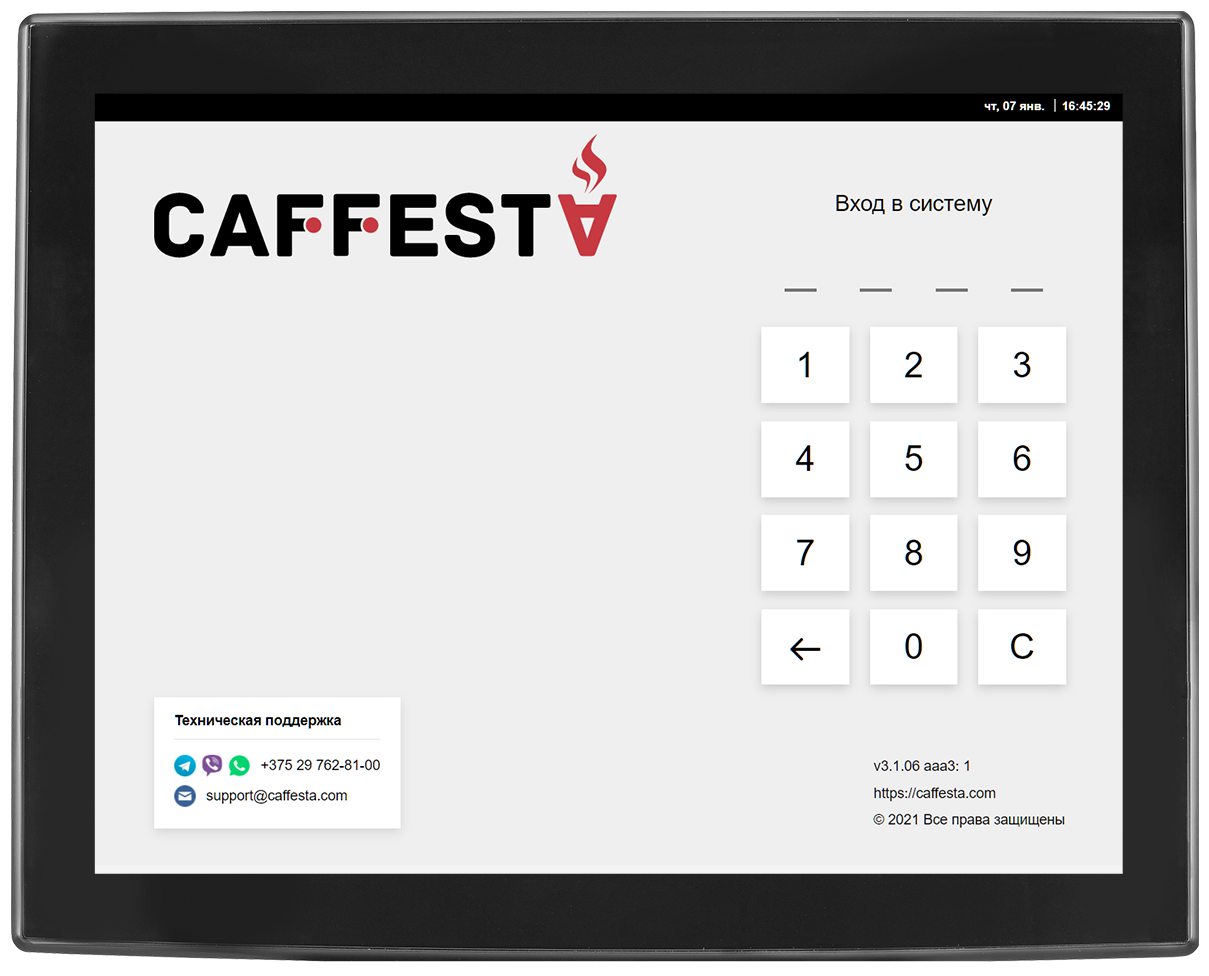 чт, 07 янв. | 16:45:29
CAFFESTA
Вход в систему
1 2 3
4 5 6
7 8 9
← 0 C
Техническая поддержка
+375 29 762-81-00
support@caffesta.com
v3.1.06 aaa3: 1
https://caffesta.com
© 2021 Все права защищены